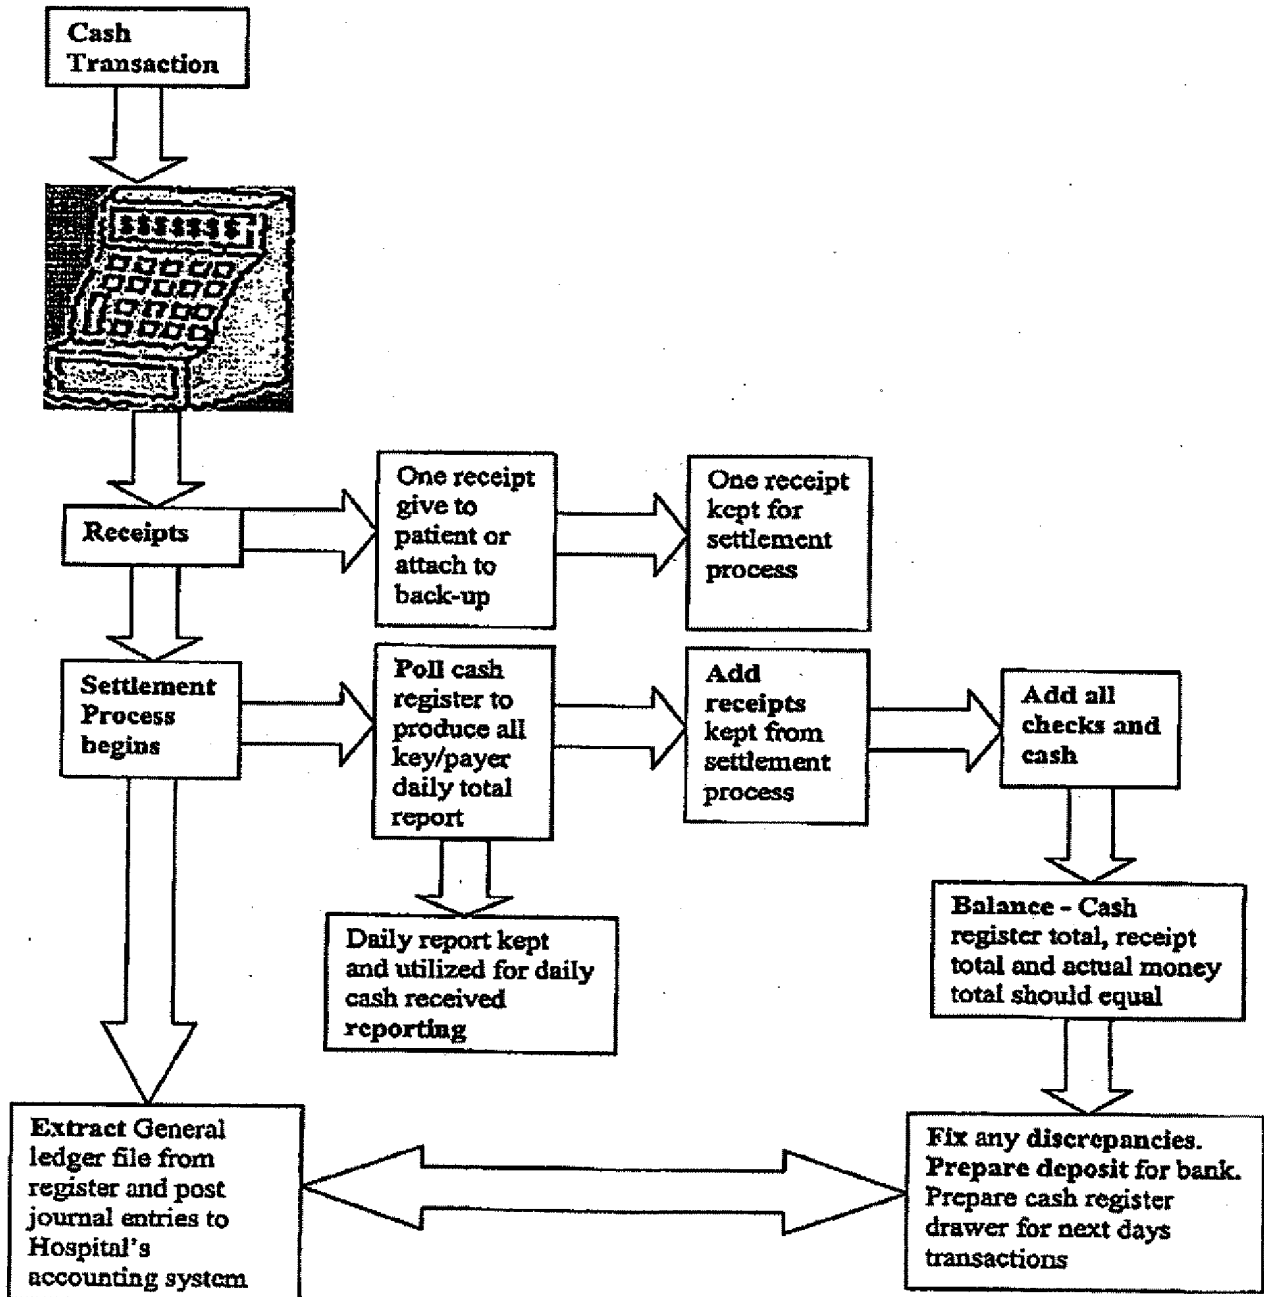 Cash
Transaction
$$$$$$$
Receipts
One receipt
give to
patient or
attach to
back-up
One receipt
kept for
settlement
process
Settlement
Process
begins
Poll cash
register to
produce all
key/payer
daily total
report
Add
receipts
kept from
settlement
process
Add all
checks and
cash
Daily report kept
and utilized for daily
cash received
reporting
Balance - Cash
register total, receipt
total and actual money
total should equal
Extract General
ledger file from
register and post
journal entries to
Hospital's
accounting system
Fix any discrepancies.
Prepare deposit for bank.
Prepare cash register
drawer for next days
transactions